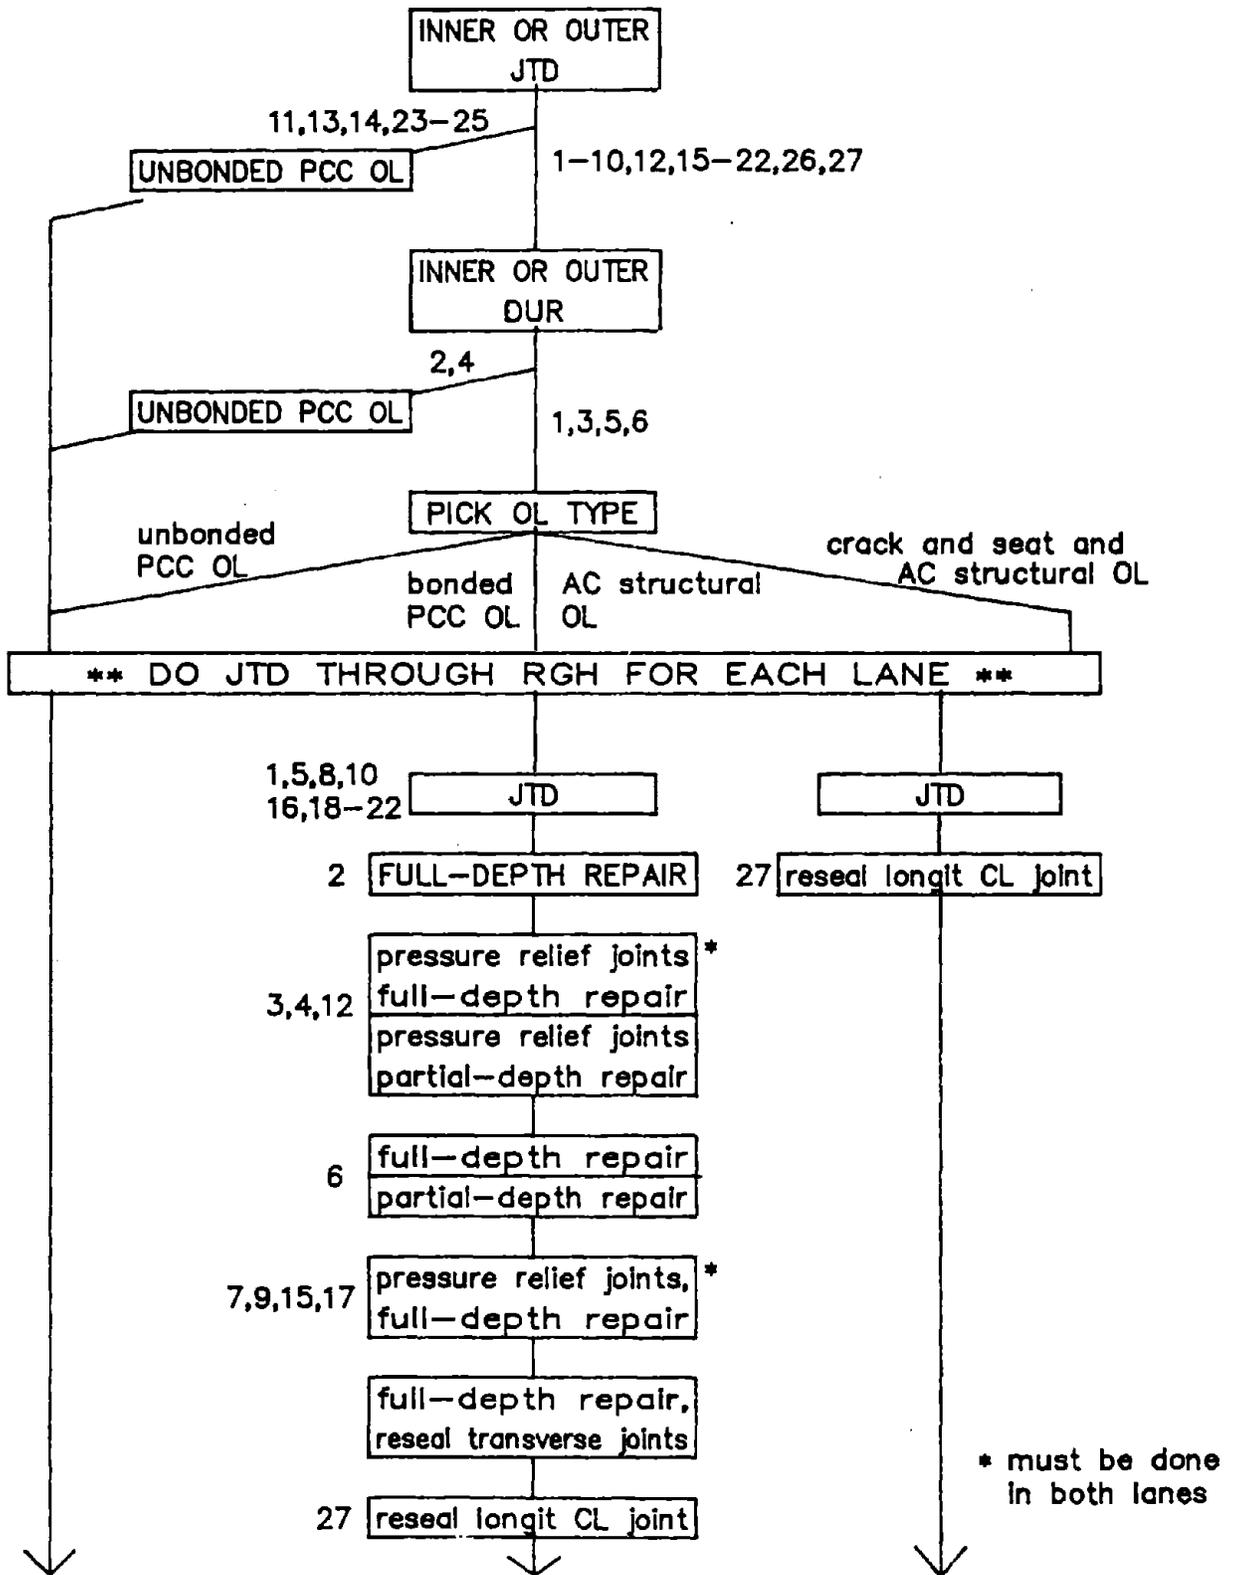 INNER OR OUTER
JTD
11,13,14,23-25
1-10,12,15-22,26,27
UNBONDED PCC OL
INNER OR OUTER
DUR
2,4
UNBONDED PCC OL
1,3,5,6
PICK OL TYPE
unbonded
PCC OL
bonded
PCC OL
AC structural
OL
crack and seat and
AC structural OL
** DO JTD THROUGH RGH FOR EACH LANE **
1,5,8,10
16,18-22
JTD
JTD
2 FULL-DEPTH REPAIR
27 reseal longit CL joint
3,4,12
pressure relief joints *
full-depth repair
pressure relief joints
partial-depth repair
6
full-depth repair
partial-depth repair
7,9,15,17
pressure relief joints, *
full-depth repair
full-depth repair,
reseal transverse joints
27 reseal longit CL joint
* must be done
in both lanes